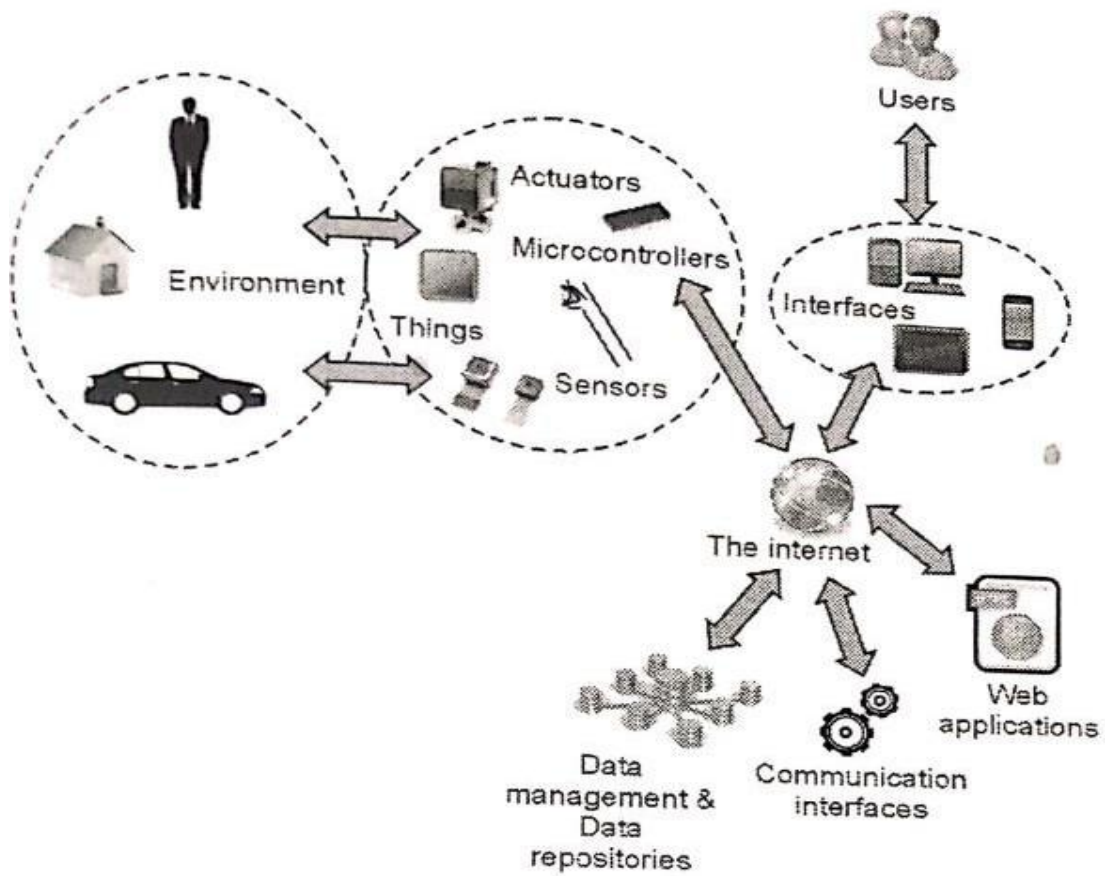 Users
Actuators
Microcontrollers
Environment
Interfaces
Things
Sensors
The internet
Web
applications
Data
management &
Data
repositories
Communication
interfaces